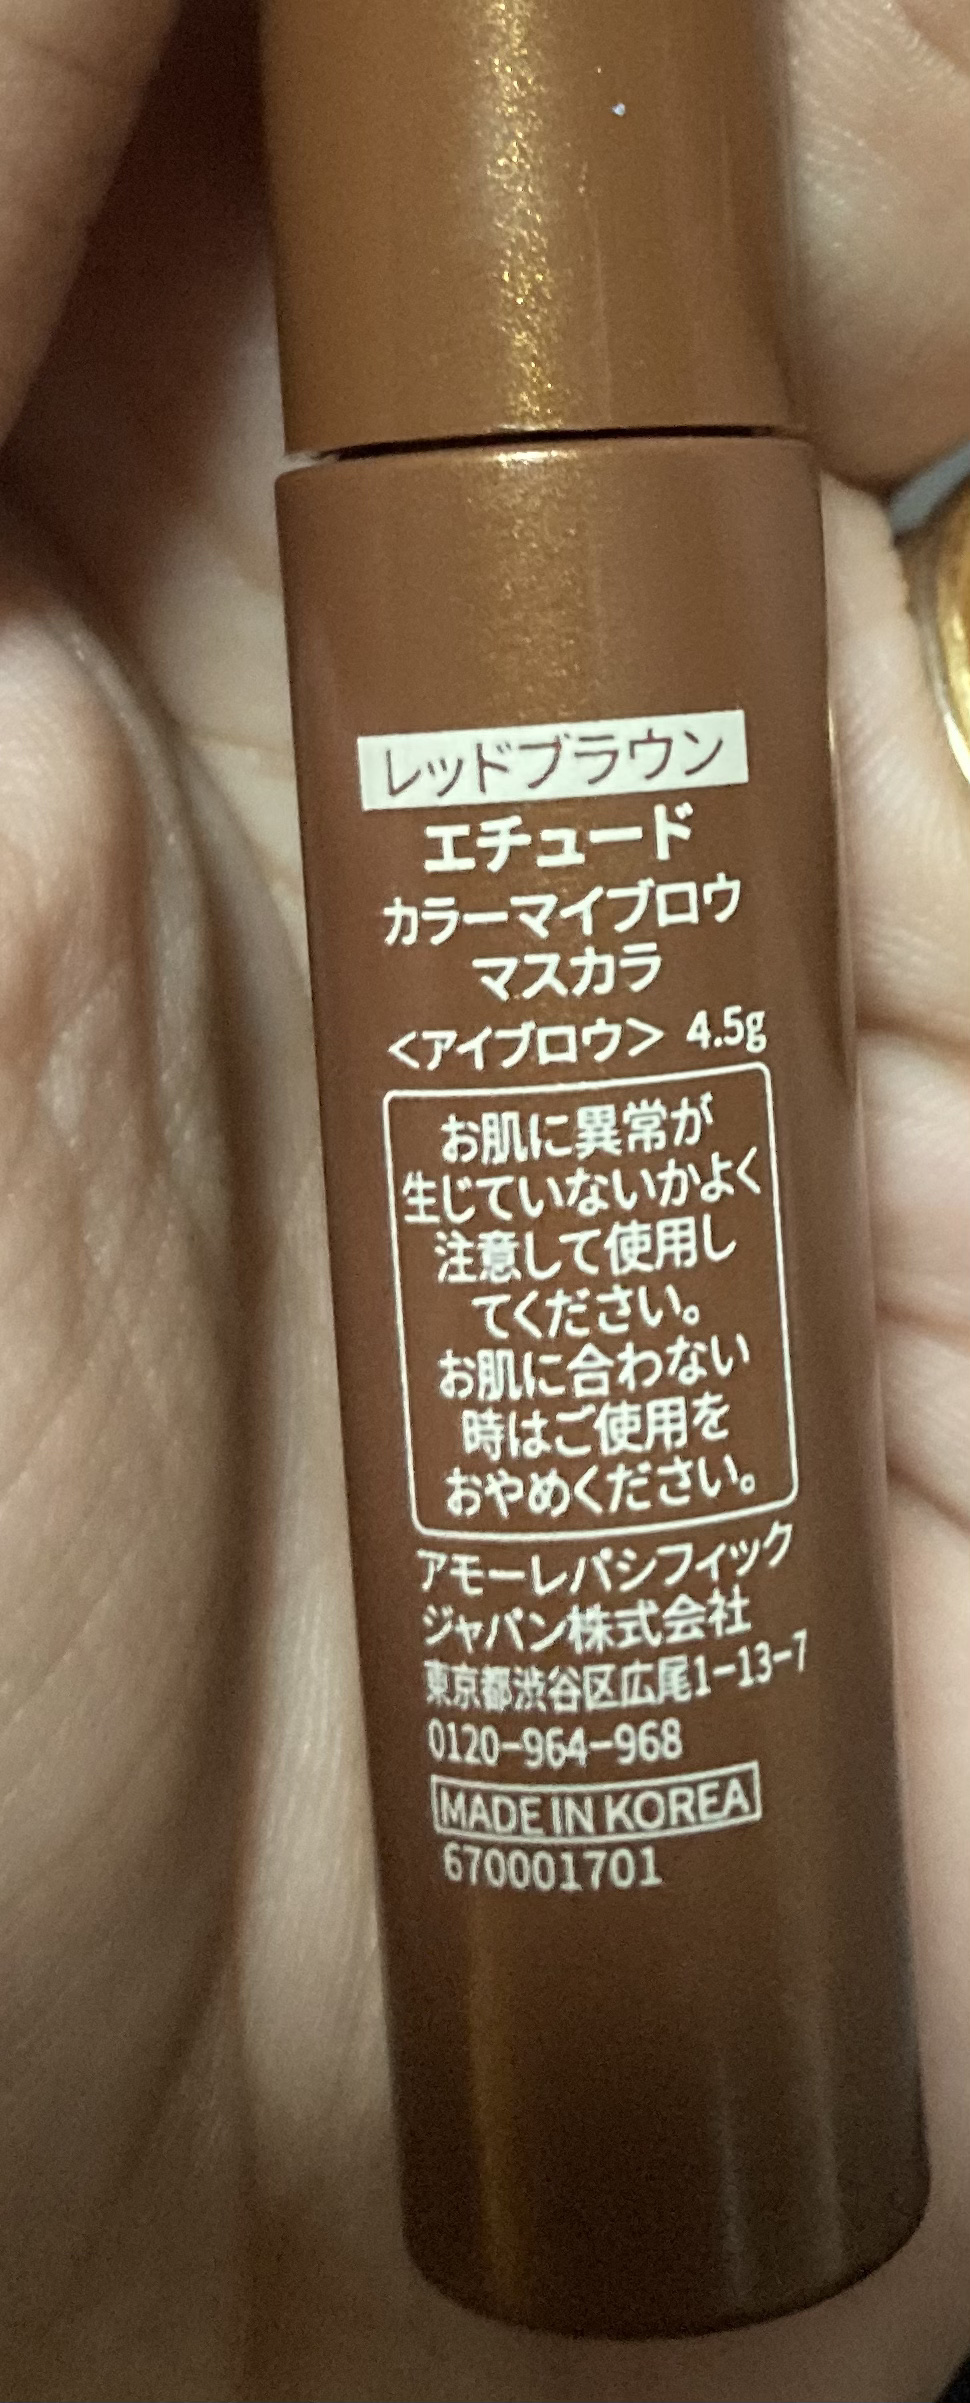 レッドブラウン
エチュード
カラーマイブロウ
マスカラ
<アイブロウ> 4.5g
お肌に異常が
生じていないかよく
注意して使用し
てください。
お肌に合わない
時はご使用を
おやめください。
アモーレパシフィック
ジャパン株式会社
東京都渋谷区広尾1-13-7
0120-964-968
MADE IN KOREA
670001701